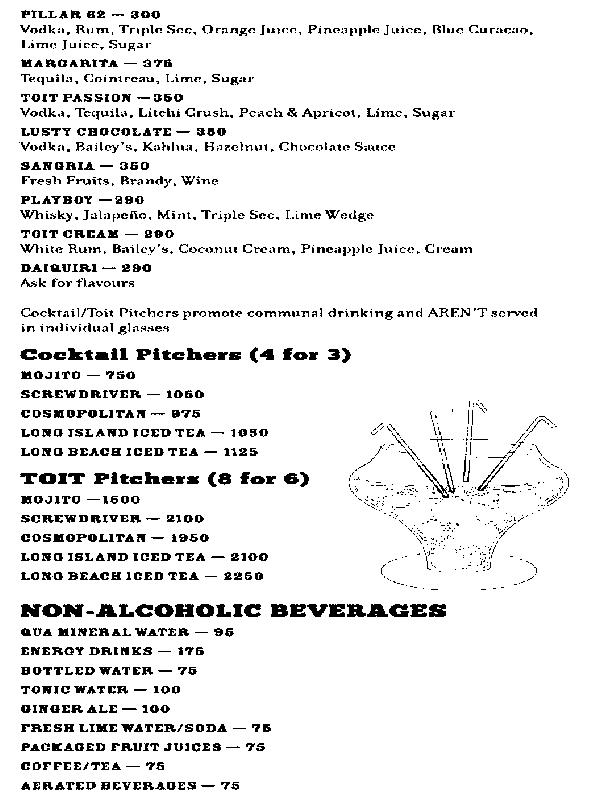 PILLAR 62 — 300
Vodka, Rum, Triple Sec, Orange Juice, Pineapple Juice, Blue Curacao,
Lime Juice, Sugar
MARGARITA — 375
Tequila, Cointreau, Lime, Sugar
TOIT PASSION — 350
Vodka, Tequila, Litchi Crush, Peach & Apricot, Lime, Sugar
LUSTY CHOCOLATE — 350
Vodka, Bailey's, Kahlua, Hazelnut, Chocolate Sauce
SANGRIA — 350
Fresh Fruits, Brandy, Wine
PLAYBOY — 290
Whisky, Jalapeño, Mint, Triple Sec, Lime Wedge
TOIT CREAM — 290
White Rum, Bailey's, Coconut Cream, Pineapple Juice, Cream
DAIQUIRI — 290
Ask for flavours
Cocktail/Toit Pitchers promote communal drinking and AREN'T served
in individual glasses
Cocktail Pitchers (4 for 3)
MOJITO — 750
SCREWDRIVER — 1050
COSMOPOLITAN — 975
LONG ISLAND ICED TEA — 1050
LONG BEACH ICED TEA — 1125
TOIT Pitchers (8 for 6)
MOJITO — 1500
SCREWDRIVER — 2100
COSMOPOLITAN — 1950
LONG ISLAND ICED TEA — 2100
LONG BEACH ICED TEA — 2250
NON-ALCOHOLIC BEVERAGES
QUA MINERAL WATER — 95
ENERGY DRINKS — 175
BOTTLED WATER — 75
TONIC WATER — 100
GINGER ALE — 100
FRESH LIME WATER/SODA — 75
PACKAGED FRUIT JUICES — 75
COFFEE/TEA — 75
AERATED BEVERAGES — 75